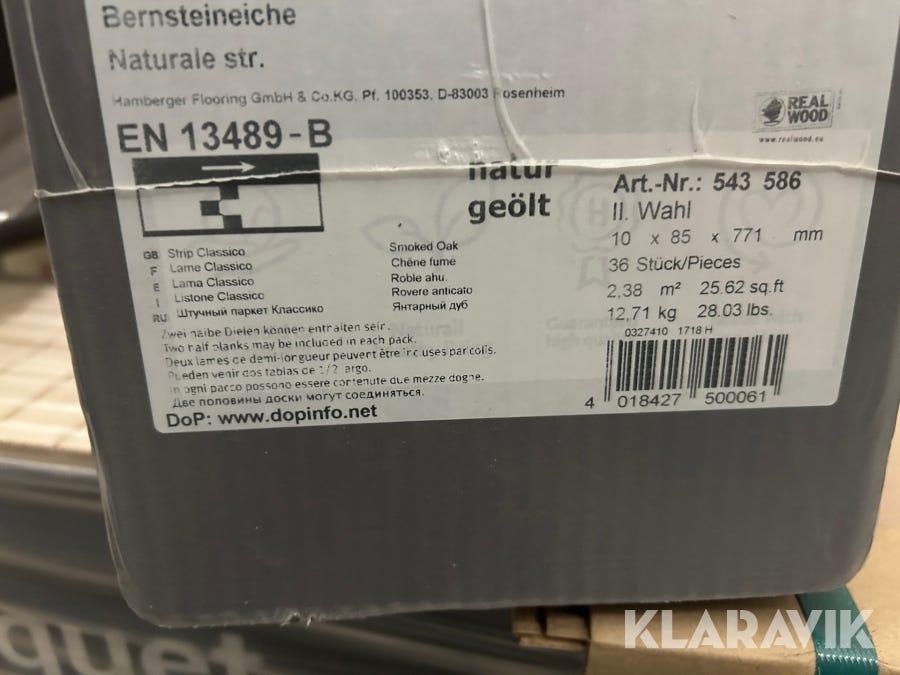 Bernsteineiche
Naturale str.
Hamberger Flooring GmbH & Co.KG. Pf. 100353. D-83003 Rosenheim
EN 13489-B
REAL
WOOD
www.realwood.eu
natur
geölt
Art.-Nr.: 543 586
II. Wahl
10 x 85 x 771 mm
36 Stück/Pieces
2,38 m² 25.62 sq.ft
12,71 kg 28.03 lbs.
0327410 1718 H
GB Strip Classico Smoked Oak
F Lame Classico Chêne fume
E Lama Classico Roble ahu.
I Listone Classico Rovere anticato
RU Штучный паркет Классико Янтарный дуб
Zwei halbe Dielen können enthalten sein.
Two half planks may be included in each pack.
Deux lames de demi-longueur peuvent être incluses par colis.
Pueden venir dos tablas de 1/2 largo.
In ogni pacco possono essere contenute due mezze doghe.
Две половины доски могут соединяться.
DoP: www.dopinfo.net
4 018427 500061
quet
KLARAVIK